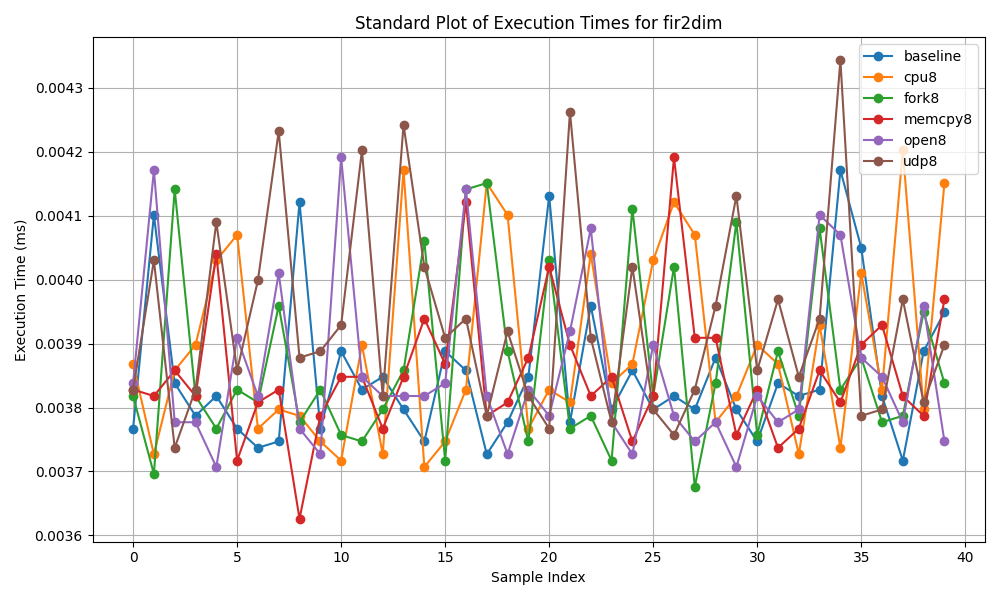 Standard Plot of Execution Times for fir2dim
Execution Time (ms)
0.0043
0.0042
0.0041
0.0040
0.0039
0.0038
0.0037
0.0036
baseline
cpu8
fork8
memcpy8
open8
udp8
0 5 10 15 20 25 30 35 40
Sample Index